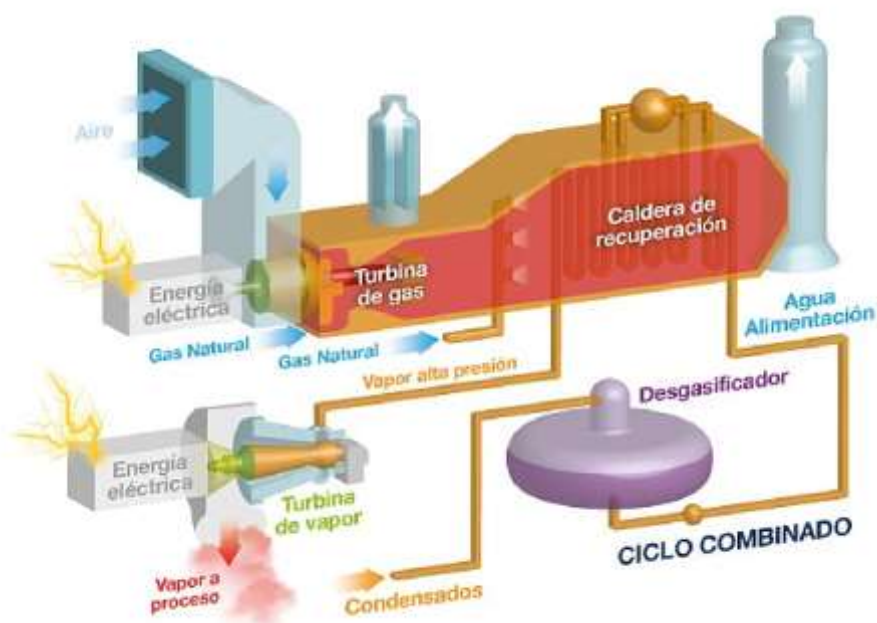 Aire
Caldera de
recuperación
Turbina
de gas
Energía
eléctrica
Gas Natural
Gas Natural
Agua
Alimentación
Vapor alta presión
Desgasificador
Energía
eléctrica
Turbina
de vapor
CICLO COMBINADO
Vapor a
proceso
Condensados